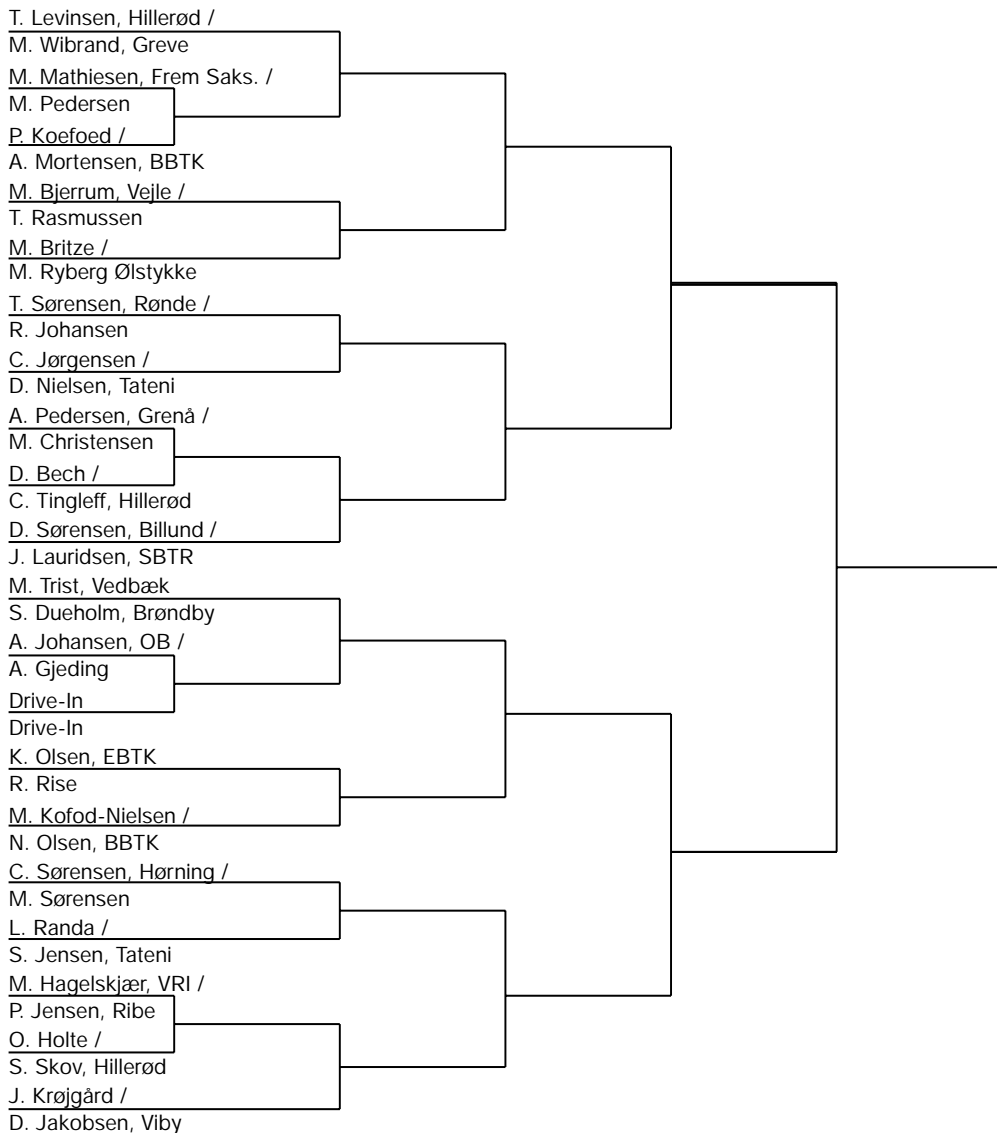 T. Levinsen, Hillerød /
M. Wibrand, Greve
M. Mathiesen, Frem Saks. /
M. Pedersen
P. Koefoed /
A. Mortensen, BBTK
M. Bjerrum, Vejle /
T. Rasmussen
M. Britze /
M. Ryberg Ølstykke
T. Sørensen, Rønde /
R. Johansen
C. Jørgensen /
D. Nielsen, Tateni
A. Pedersen, Grenå /
M. Christensen
D. Bech /
C. Tingleff, Hillerød
D. Sørensen, Billund /
J. Lauridsen, SBTR
M. Trist, Vedbæk
S. Dueholm, Brøndby
A. Johansen, OB /
A. Gjeding
Drive-In
Drive-In
K. Olsen, EBTK
R. Rise
M. Kofod-Nielsen /
N. Olsen, BBTK
C. Sørensen, Hørning /
M. Sørensen
L. Randa /
S. Jensen, Tateni
M. Hagelskjær, VRI /
P. Jensen, Ribe
O. Holte /
S. Skov, Hillerød
J. Krøjgård /
D. Jakobsen, Viby